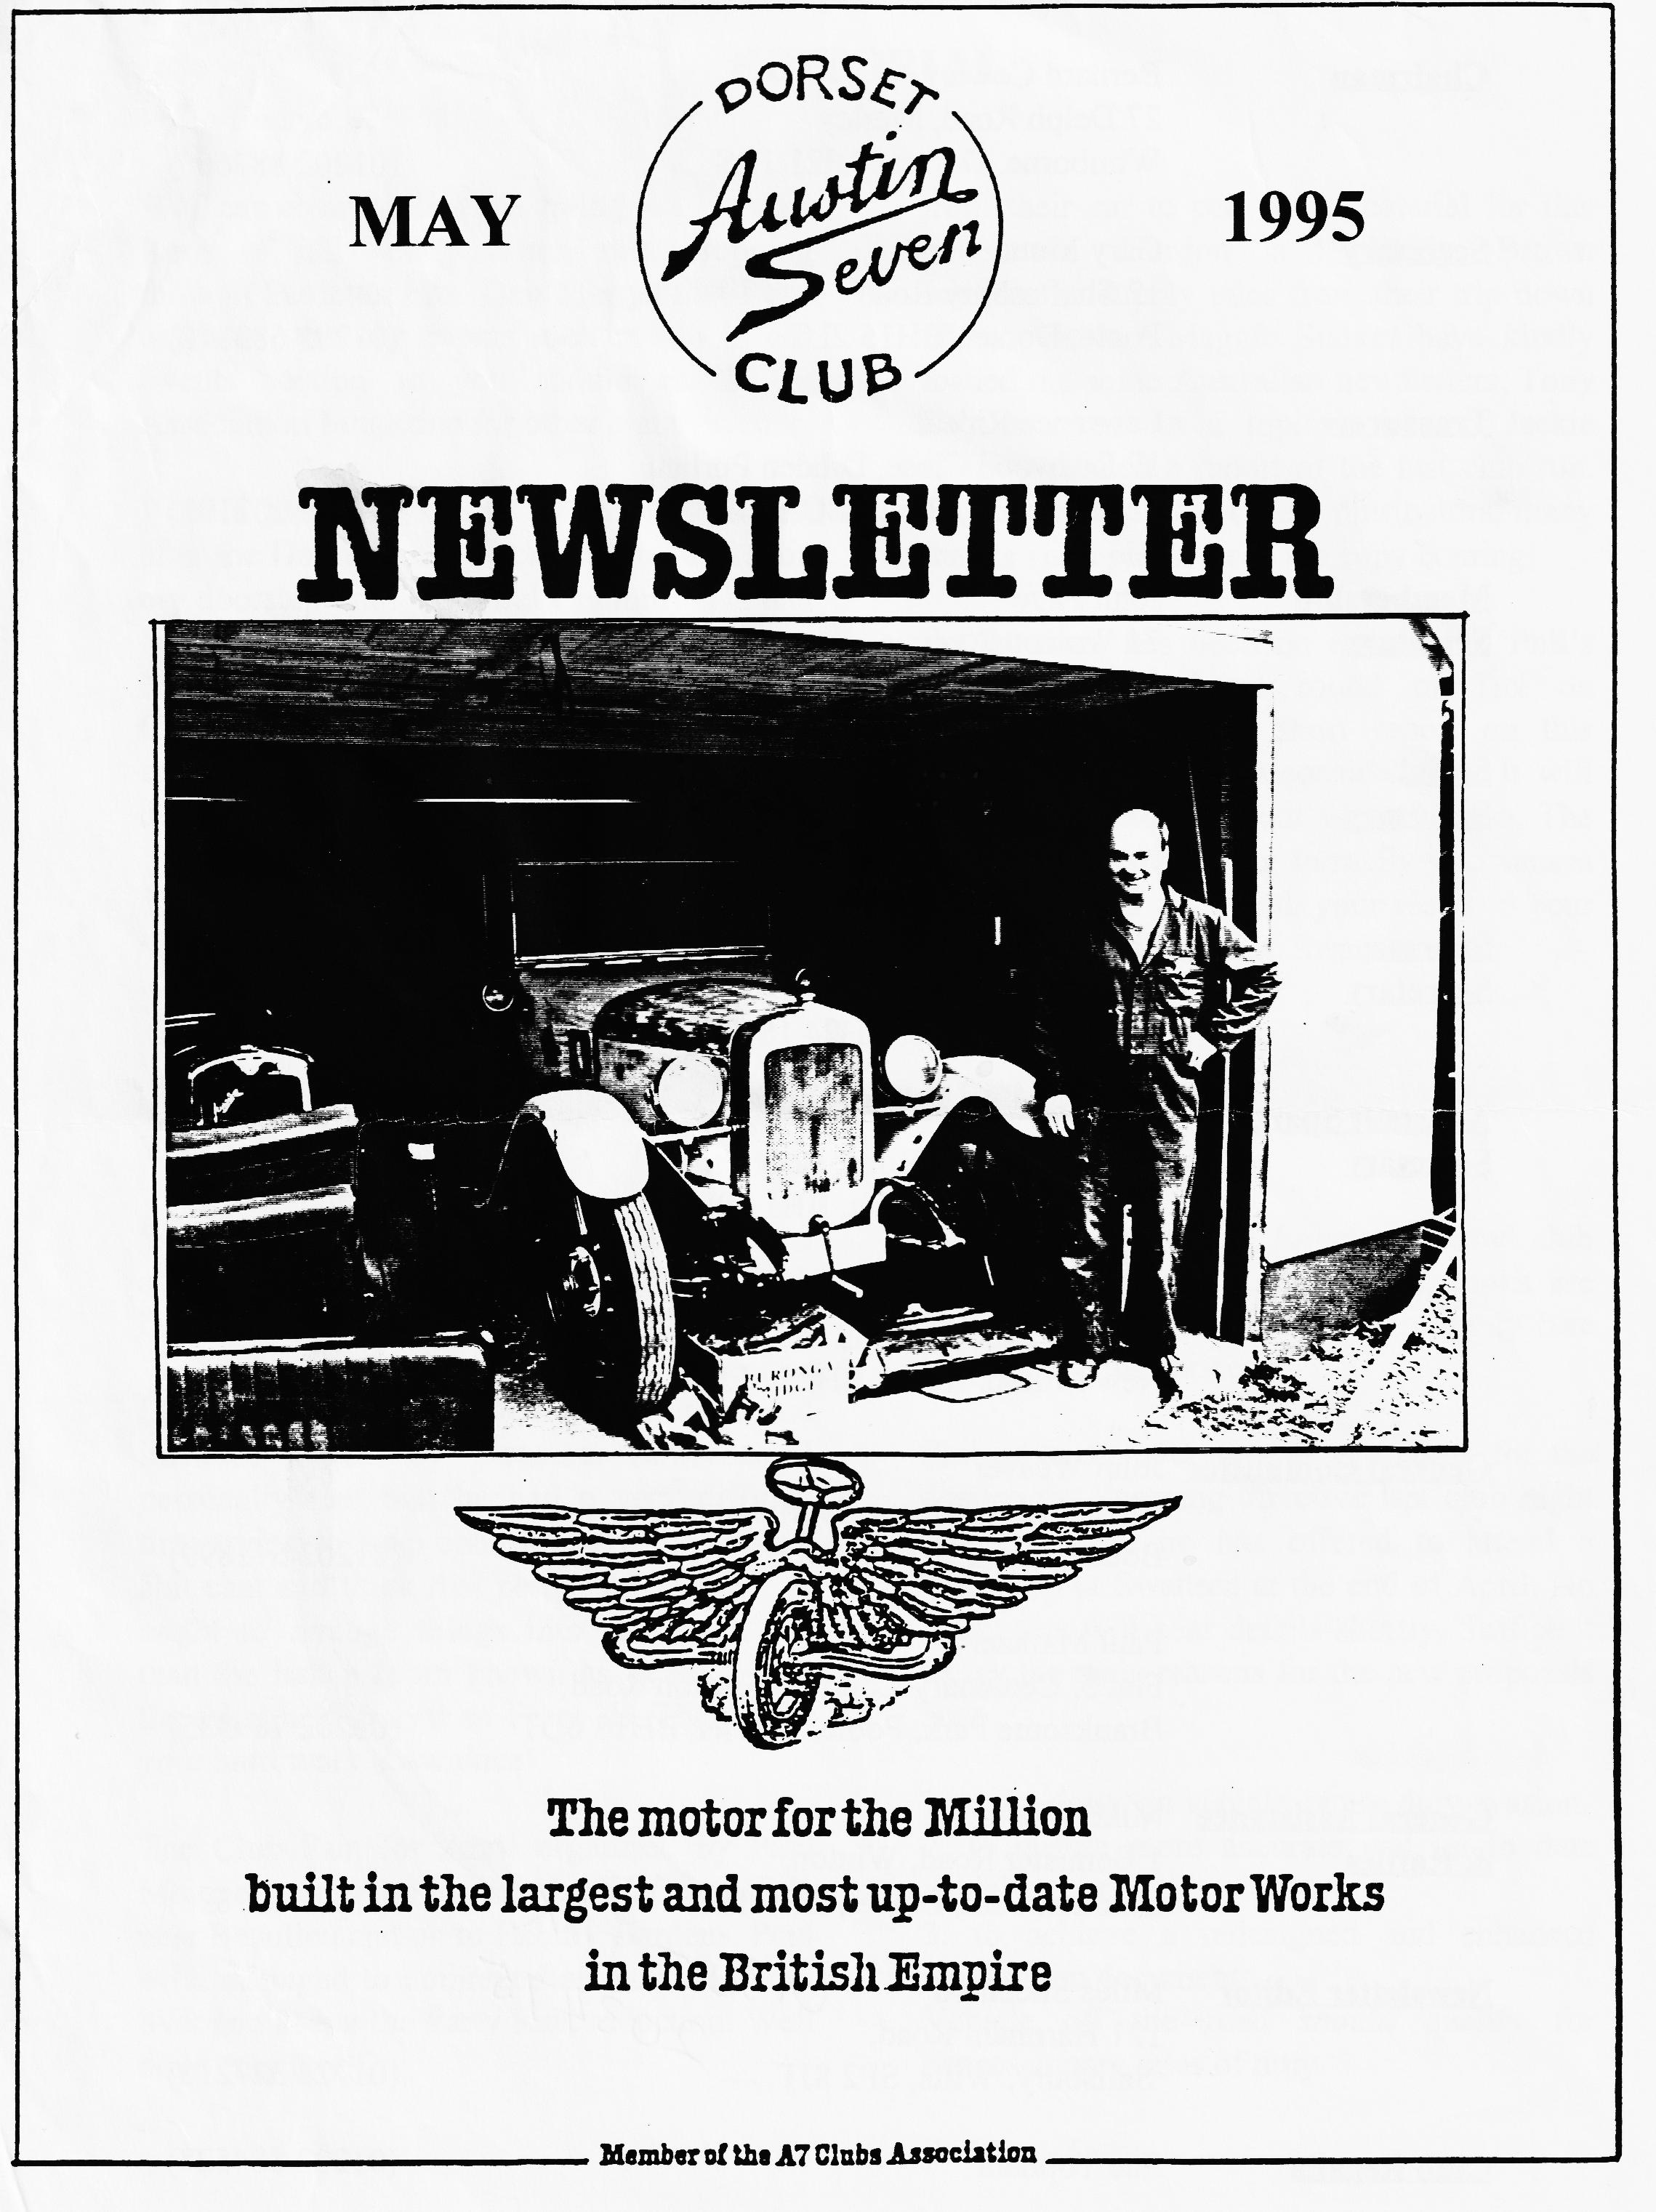 DORSET
MAY
Austin
Seven
1995
CLUB
NEWSLETTER
The motor for the Million
built in the largest and most up-to-date Motor Works
in the British Empire
Member of the A7 Clubs Association